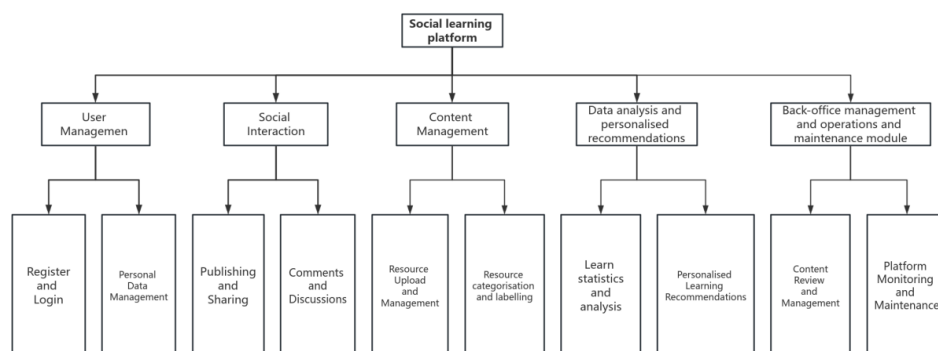 Social learning
platform
User
Managemen
Social
Interaction
Content
Management
Data analysis and
personalised
recommendations
Back-office management
and operations and
maintenance module
Register
and
Login
Personal
Data
Management
Publishing
and
Sharing
Comments
and
Discussions
Resource
Upload
and
Management
Resource
categorisation
and labelling
Learn
statistics
and
analysis
Personalised
Learning
Recommendations
Content
Review
and
Management
Platform
Monitoring
and
Maintenance